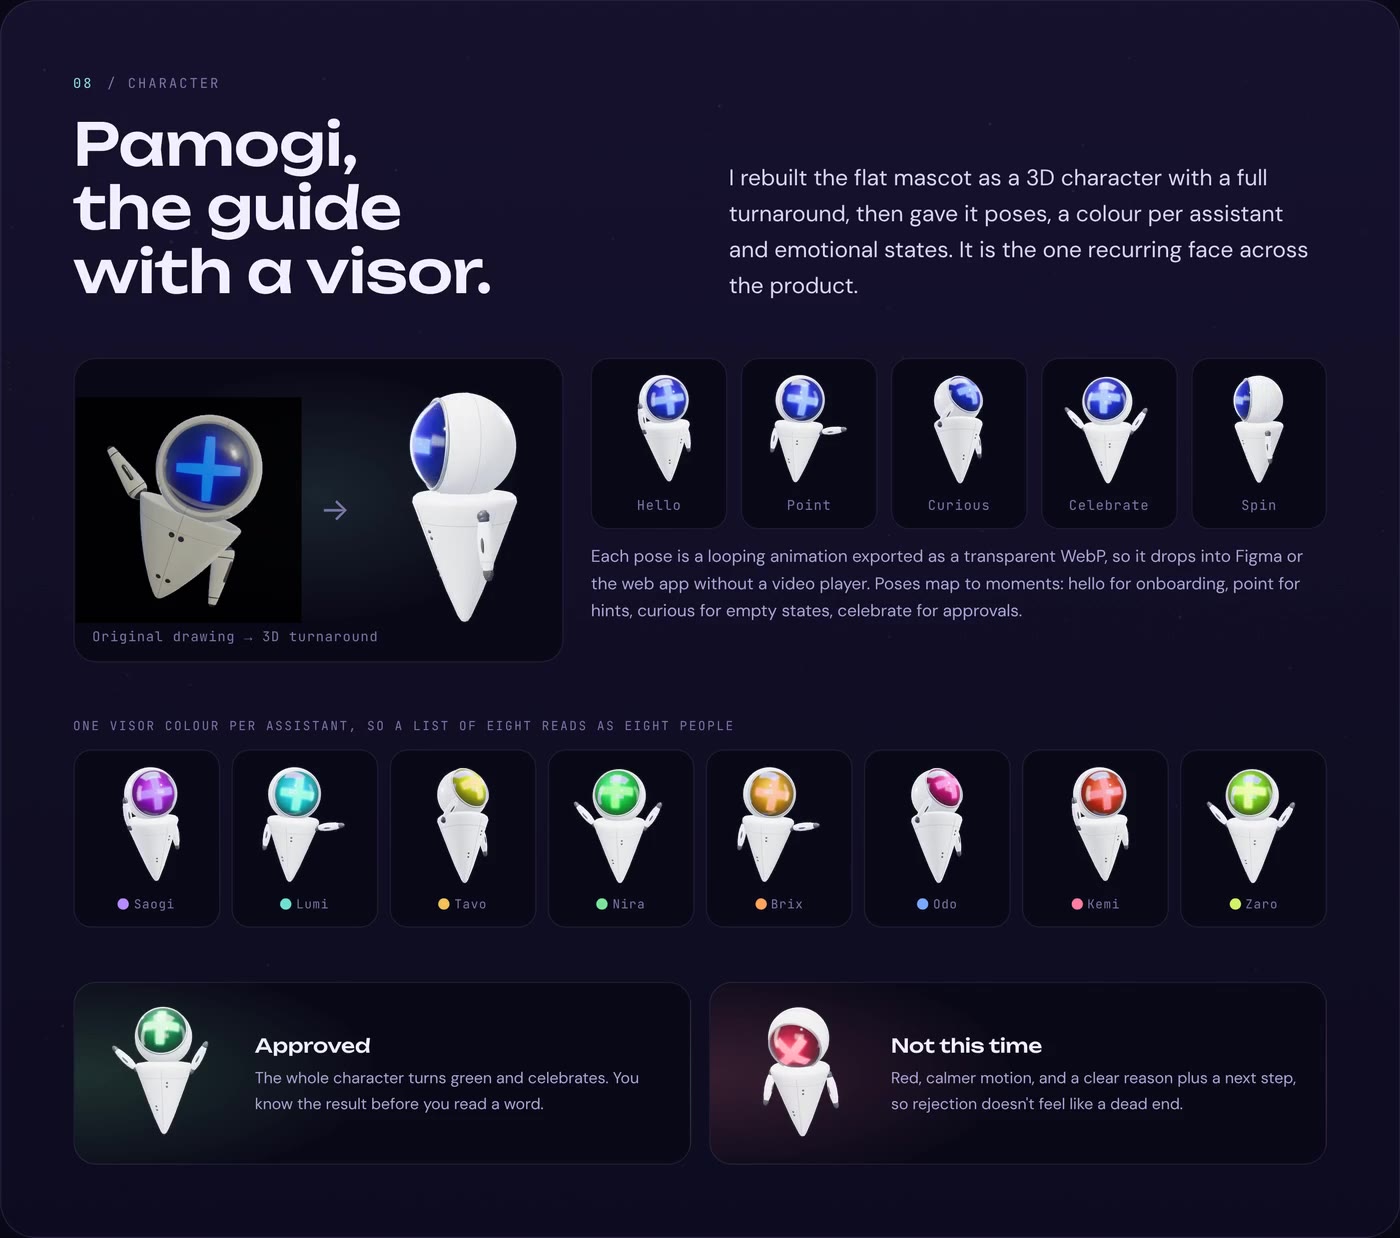 08 / CHARACTER
Pamogi,
the guide
with a visor.
I rebuilt the flat mascot as a 3D character with a full
turnaround, then gave it poses, a colour per assistant
and emotional states. It is the one recurring face across
the product.
Original drawing → 3D turnaround
Hello
Point
Curious
Celebrate
Spin
Each pose is a looping animation exported as a transparent WebP, so it drops into Figma or
the web app without a video player. Poses map to moments: hello for onboarding, point for
hints, curious for empty states, celebrate for approvals.
ONE VISOR COLOUR PER ASSISTANT, SO A LIST OF EIGHT READS AS EIGHT PEOPLE
Saogi
Lumi
Tavo
Nira
Brix
Odo
Kemi
Zaro
Approved
The whole character turns green and celebrates. You
know the result before you read a word.
Not this time
Red, calmer motion, and a clear reason plus a next step,
so rejection doesn't feel like a dead end.